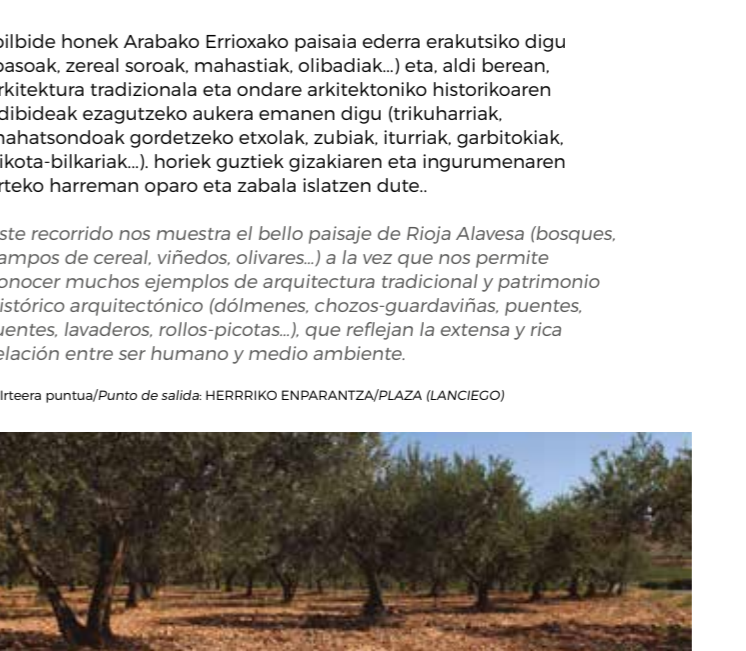 bilbide honek Arabako Errioxako paisaia ederra erakutsiko digu
basoak, zereal soroak, mahastiak, olibadiak...) eta, aldi berean,
rkitektura tradizionala eta ondare arkitektoniko historikoaren
dibideak ezagutzeko aukera emanen digu (trikuharriak,
nahatsondoak gordetzeko etxolak, zubiak, iturriak, garbitokiak,
ikota-bilkariak...). horiek guztiek gizakiaren eta ingurumenaren
rteko harreman oparo eta zabala islatzen dute..
ste recorrido nos muestra el bello paisaje de Rioja Alavesa (bosques,
ampos de cereal, viñedos, olivares...) a la vez que nos permite
onocer muchos ejemplos de arquitectura tradicional y patrimonio
istórico arquitectónico (dólmenes, chozos-guardaviñas, puentes,
uentes, lavaderos, rollos-picotas...), que reflejan la extensa y rica
elación entre ser humano y medio ambiente.
Irteera puntua/Punto de salida: HERRRIKO ENPARANTZA/PLAZA (LANCIEGO)